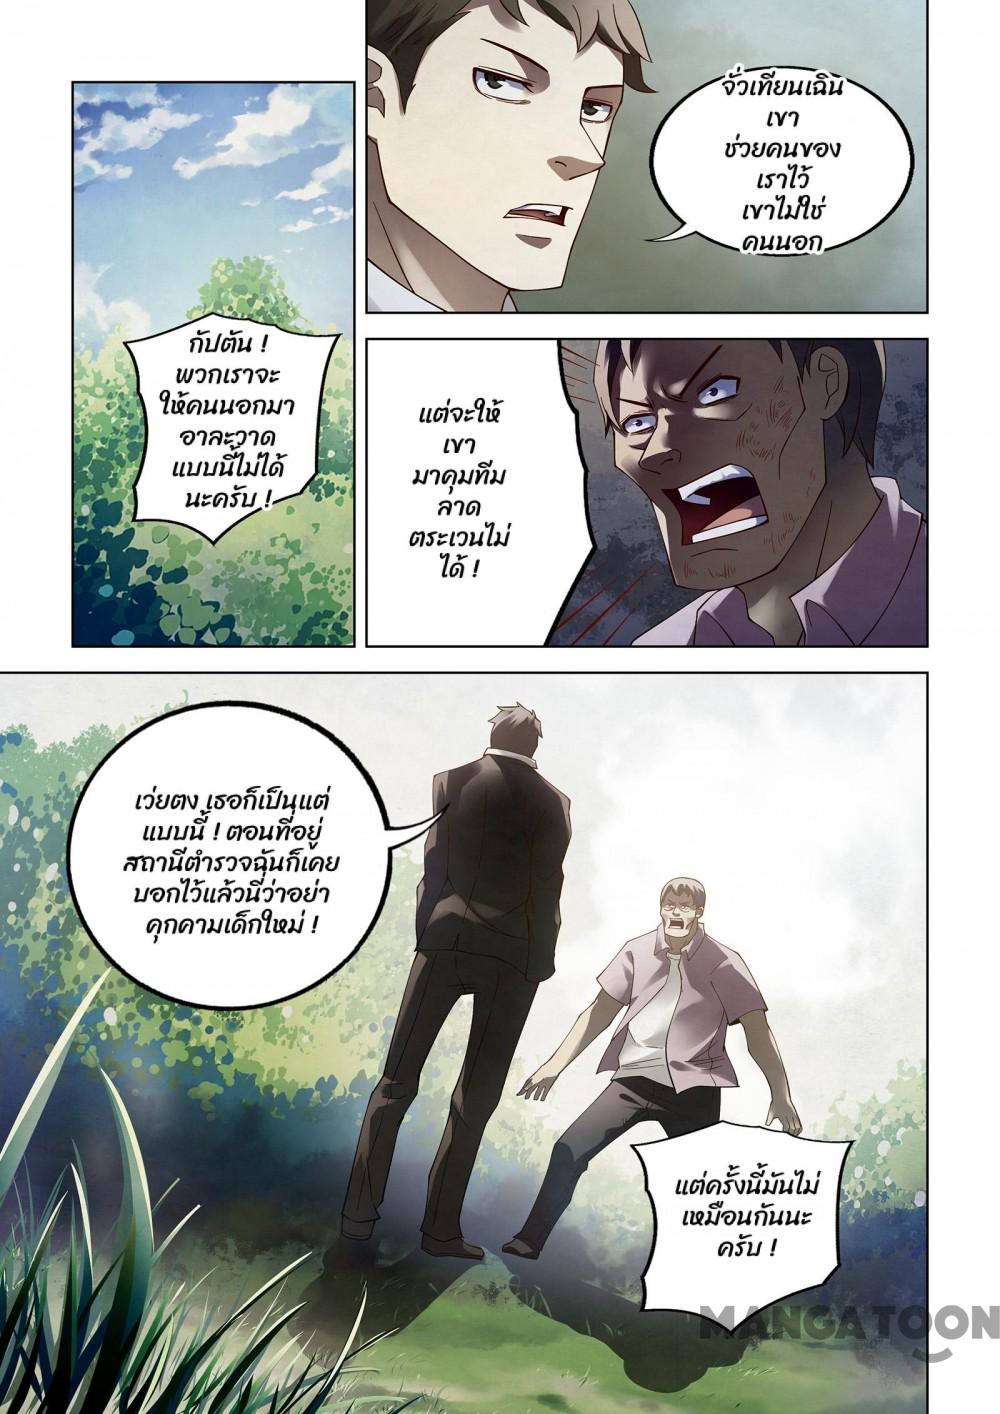 กัปตัน !
พวกเราจะ
ให้คนนอกมา
อาละวาด
แบบนี้ไม่ได้
นะครับ !
จั่วเทียนเฉิน
เขา
ช่วยคนของ
เราไว้
เขาไม่ใช่
คนนอก
แต่จะให้
เขา
มาคุมทีม
ลาด
ตระเวนไม่
ได้ !
เว่ยตง เธอก็เป็นแต่
แบบนี้ ! ตอนที่อยู่
สถานีตำรวจฉันก็เคย
บอกไว้แล้วนี่ว่าอย่า
คุกคามเด็กใหม่ !
แต่ครั้งนี้มันไม่
เหมือนกันนะ
ครับ !
MANGATOON